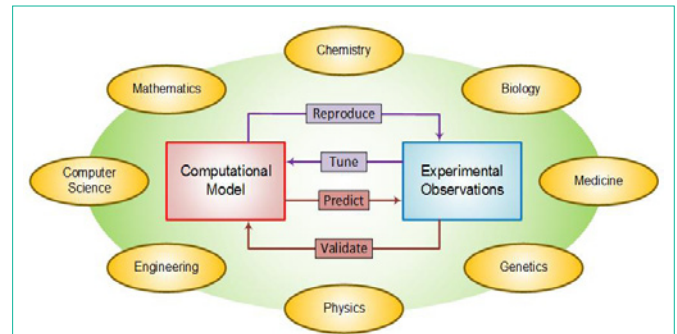 Chemistry
Mathematics
Biology
Reproduce
Computational
Model
Tune
Experimental
Observations
Computer
Science
Medicine
Predict
Validate
Engineering
Genetics
Physics